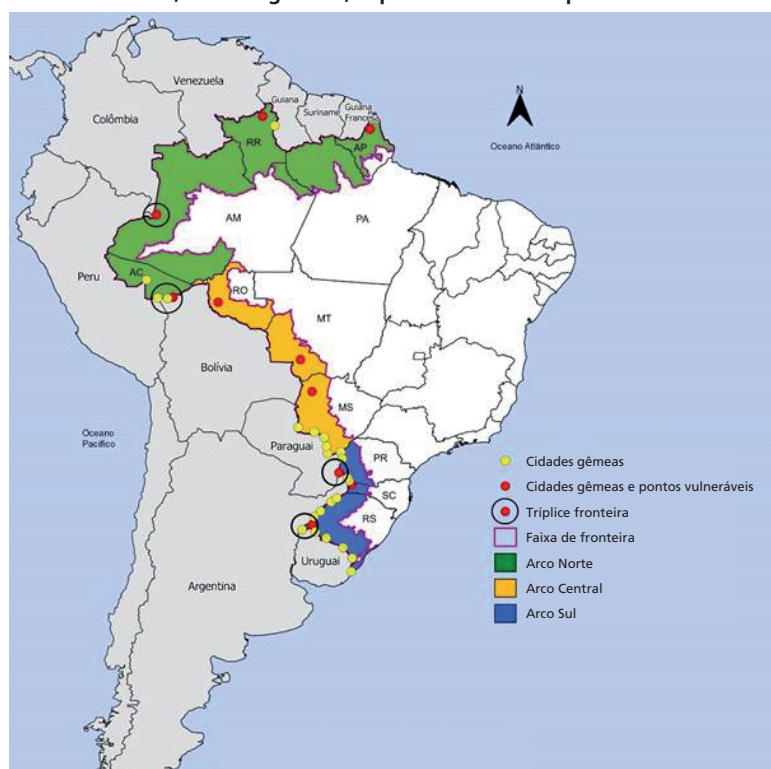 Venezuela
Guiana
Suriname
Guiana
Francesa
Colômbia
N
Oceano Atlântico
RR
AP
AM
PA
Peru
AC
RO
MT
Bolívia
MS
Oceano
Pacífico
Paraguai
PR
SC
RS
Uruguai
Argentina
Cidades gêmeas
Cidades gêmeas e pontos vulneráveis
Tríplice fronteira
Faixa de fronteira
Arco Norte
Arco Central
Arco Sul